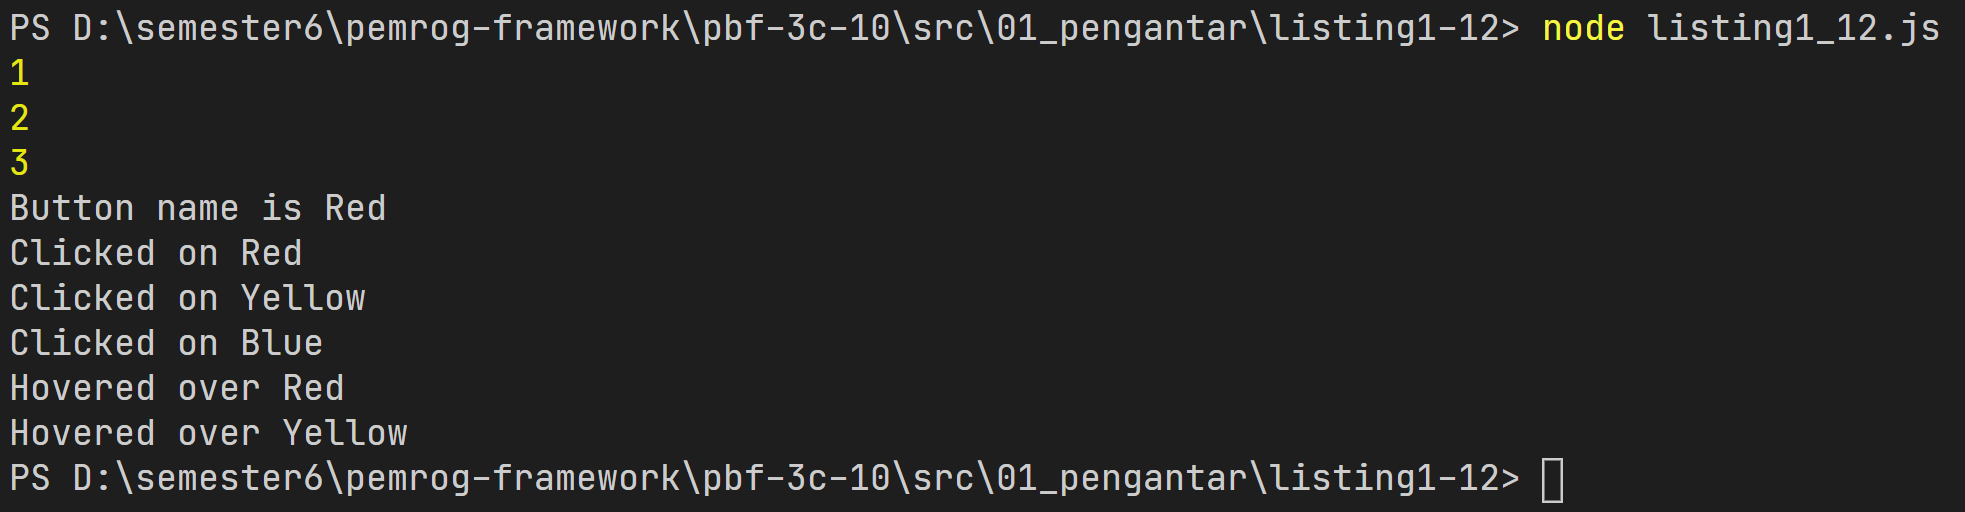 PS D:\semester6\pemrog-framework\pbf-3c-10\src\01_pengantar\listing1-12> node listing1_12.js
1
2
3
Button name is Red
Clicked on Red
Clicked on Yellow
Clicked on Blue
Hovered over Red
Hovered over Yellow
PS D:\semester6\pemrog-framework\pbf-3c-10\src\01_pengantar\listing1-12>